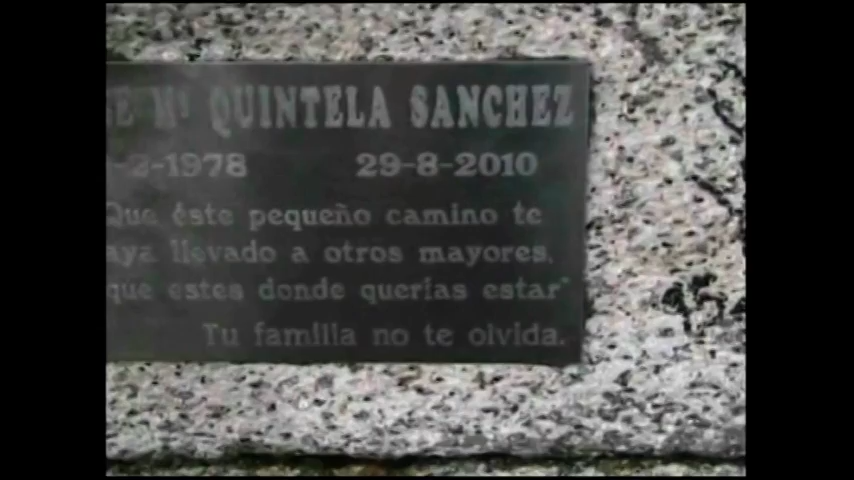 SE Mª QUINTELA SANCHEZ
-2-1978 29-8-2010
Que éste pequeño camino te
aya llevado a otros mayores,
que estes donde querías estar"
Tu familia no te olvida.